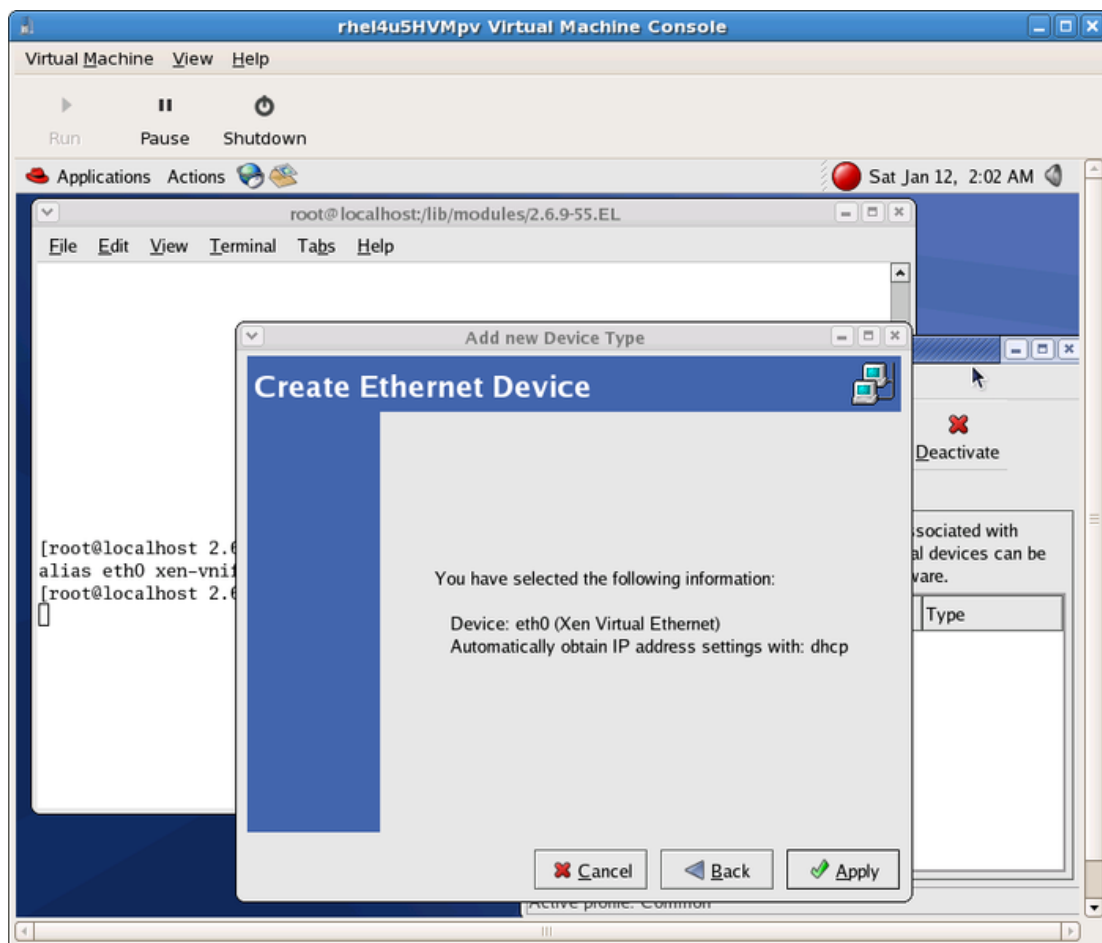 rhel4u5HVMpv Virtual Machine Console
Virtual Machine View Help
Run Pause Shutdown
Applications Actions Sat Jan 12, 2:02 AM
root@localhost:/lib/modules/2.6.9-55.EL
File Edit View Terminal Tabs Help
Add new Device Type
Create Ethernet Device
Deactivate
[root@localhost 2.6
alias eth0 xen-vnif
[root@localhost 2.6
associated with
al devices can be
ware.
Type
You have selected the following information:
Device: eth0 (Xen Virtual Ethernet)
Automatically obtain IP address settings with: dhcp
Cancel Back Apply
Active profile: Common